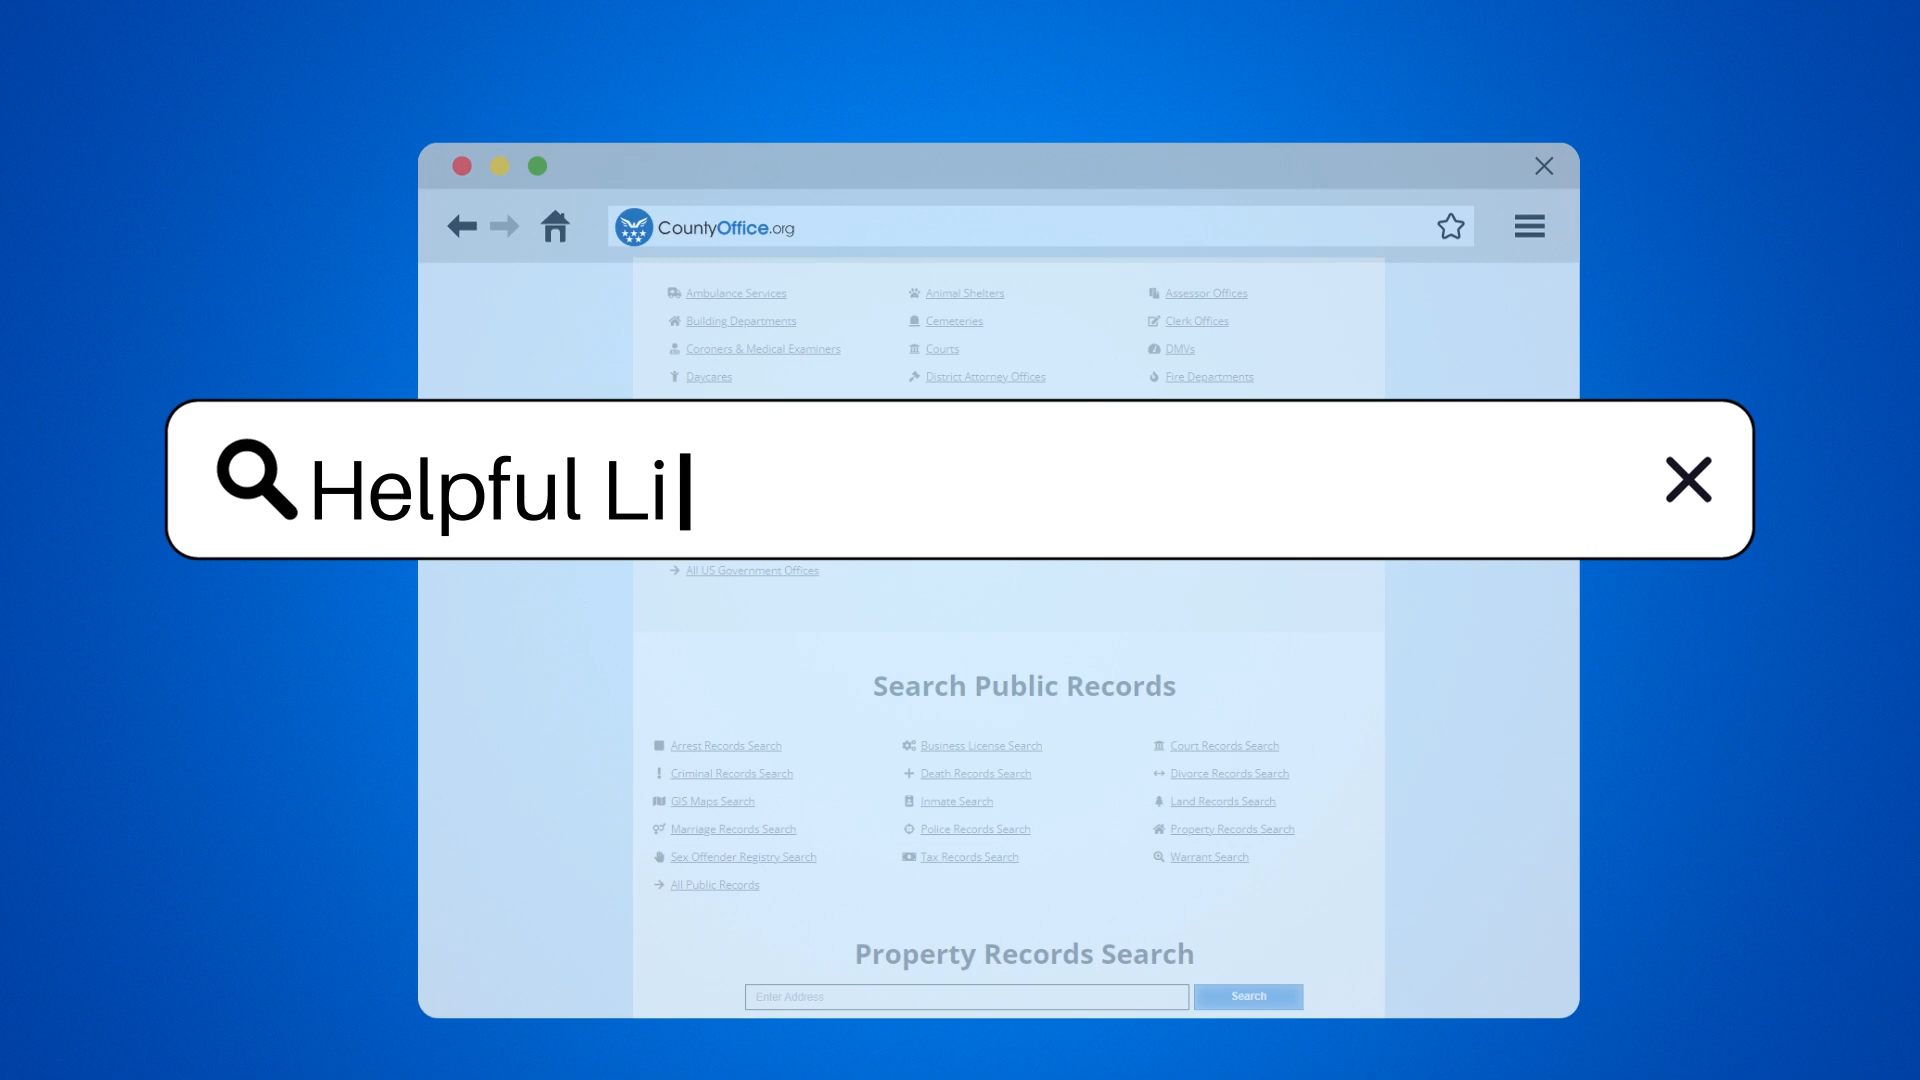 CountyOffice.org
Ambulance Services Animal Shelters Assessor Offices
Building Departments Cemeteries Clerk Offices
Coroners & Medical Examiners Courts DMVs
Daycares District Attorney Offices Fire Departments
Helpful Li
All US Government Offices
Search Public Records
Arrest Records Search Business License Search Court Records Search
Criminal Records Search Death Records Search Divorce Records Search
GIS Maps Search Inmate Search Land Records Search
Marriage Records Search Police Records Search Property Records Search
Sex Offender Registry Search Tax Records Search Warrant Search
All Public Records
Property Records Search
Enter Address Search